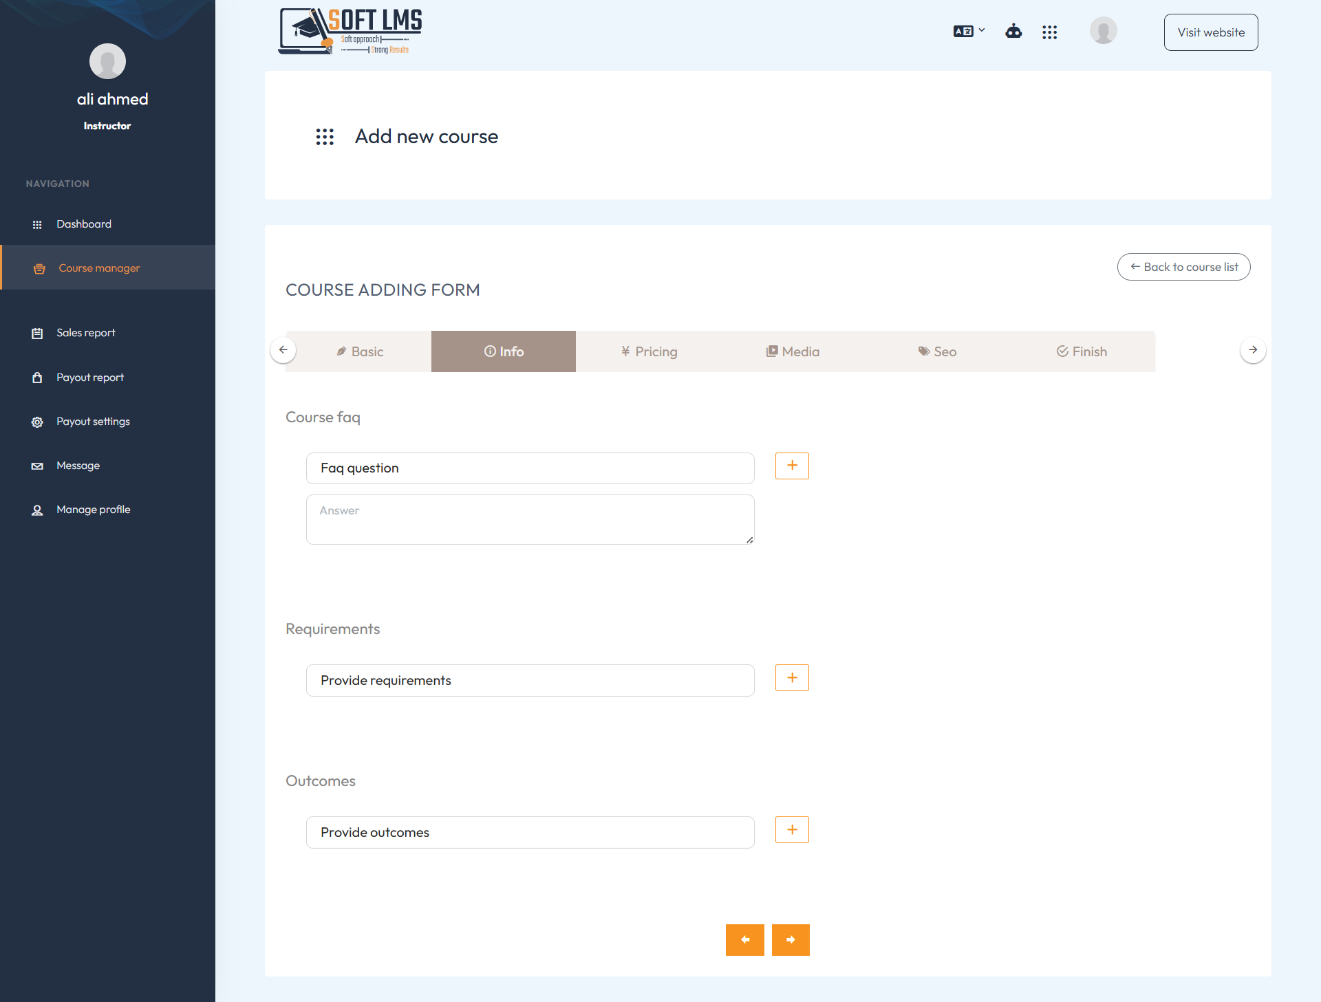 ali ahmed
Instructor
NAVIGATION
Dashboard
Course manager
Sales report
Payout report
Payout settings
Message
Manage profile
SOFT LMS
Soft approach
Strong Results
Visit website
Add new course
← Back to course list
COURSE ADDING FORM
Basic
Info
¥ Pricing
Media
Seo
Finish
Course faq
Faq question
Answer
Requirements
Provide requirements
Outcomes
Provide outcomes